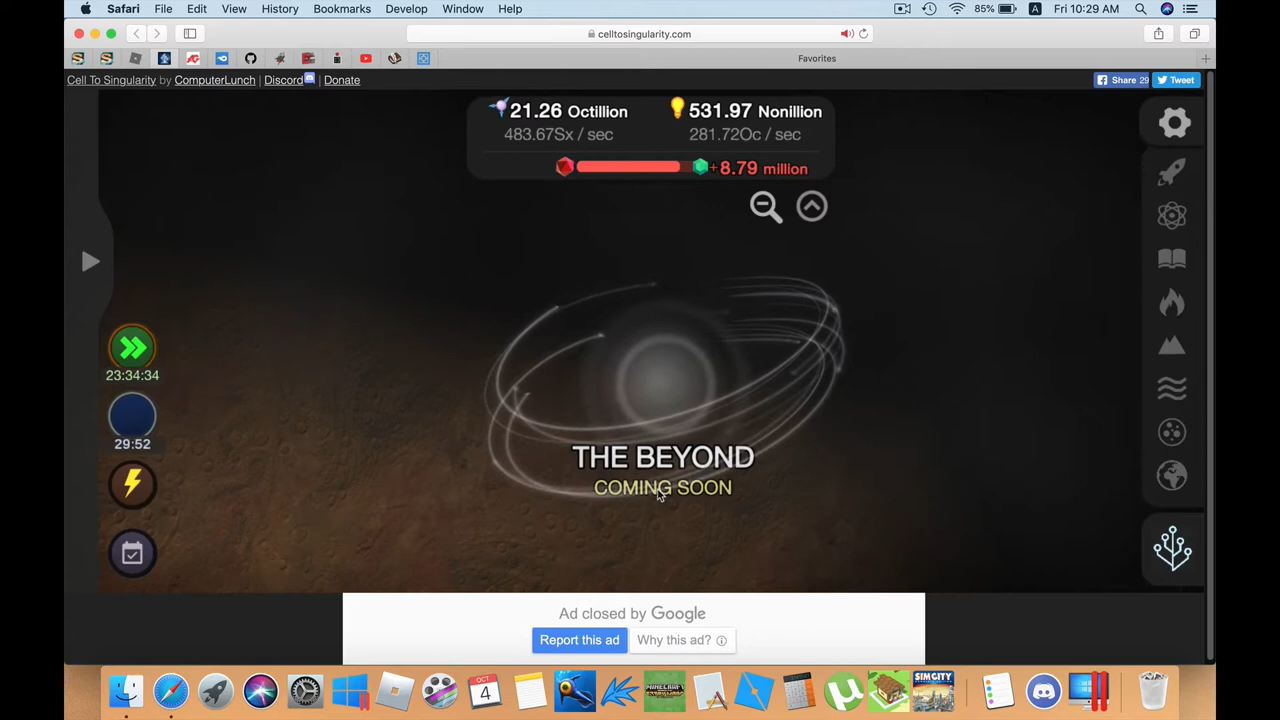 Safari File Edit View History Bookmarks Develop Window Help 85% A Fri 10:29 AM
celltosingularity.com
Favorites
Cell To Singularity by ComputerLunch | Discord | Donate
Share 29 Tweet
21.26 Octillion 531.97 Nonillion
483.67Sx / sec 281.72Oc / sec
+8.79 million
23:34:34
29:52
THE BEYOND
COMING SOON
Ad closed by Google
Report this ad Why this ad?
OCT
4
SIMCITY